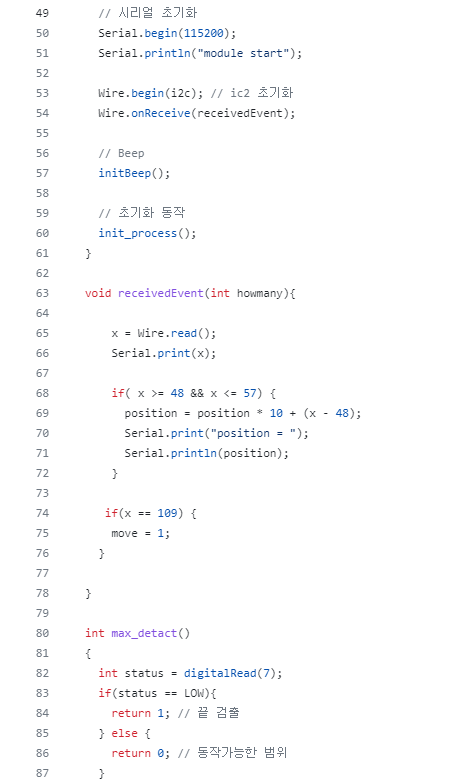 49 // 시리얼 초기화
50 Serial.begin(115200);
51 Serial.println("module start");
52
53 Wire.begin(i2c); // ic2 초기화
54 Wire.onReceive(receivedEvent);
55
56 // Beep
57 initBeep();
58
59 // 초기화 동작
60 init_process();
61 }
62
63 void receivedEvent(int howmany){
64
65 x = Wire.read();
66 Serial.print(x);
67
68 if( x >= 48 && x <= 57) {
69 position = position * 10 + (x - 48);
70 Serial.print("position = ");
71 Serial.println(position);
72 }
73
74 if(x == 109) {
75 move = 1;
76 }
77
78 }
79
80 int max_detact()
81 {
82 int status = digitalRead(7);
83 if(status == LOW){
84 return 1; // 끝 검출
85 } else {
86 return 0; // 동작가능한 범위
87 }